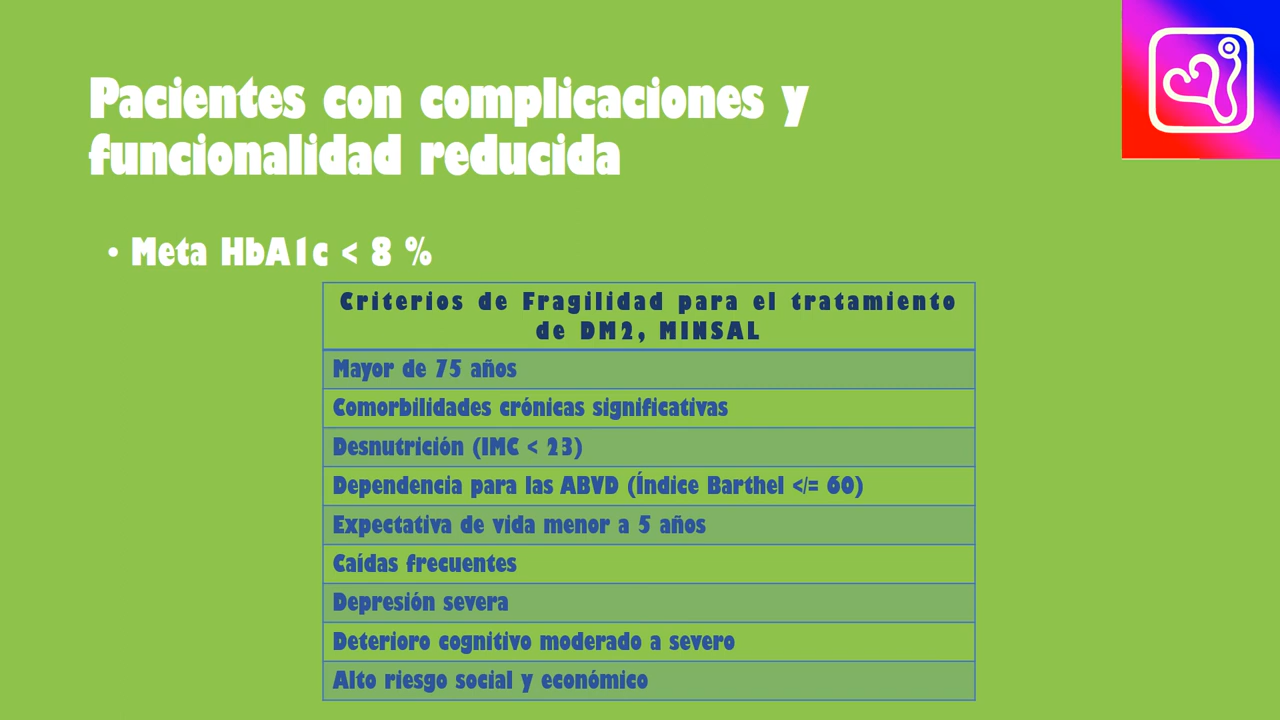 Pacientes con complicaciones y
funcionalidad reducida
• Meta HbA1c < 8 %
Criterios de Fragilidad para el tratamiento
de DM2, MINSAL
Mayor de 75 años
Comorbilidades crónicas significativas
Desnutrición (IMC < 23)
Dependencia para las ABVD (Índice Barthel </= 60)
Expectativa de vida menor a 5 años
Caídas frecuentes
Depresión severa
Deterioro cognitivo moderado a severo
Alto riesgo social y económico